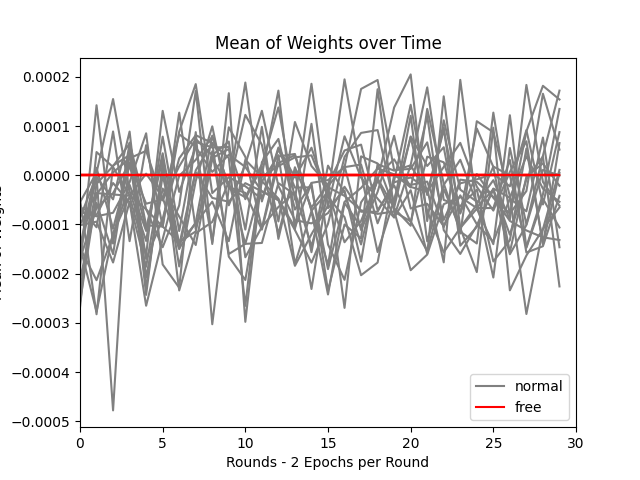 Mean of Weights over Time
0.0002
0.0001
0.0000
−0.0001
−0.0002
−0.0003
−0.0004
−0.0005
0 5 10 15 20 25 30
Rounds - 2 Epochs per Round
normal
free